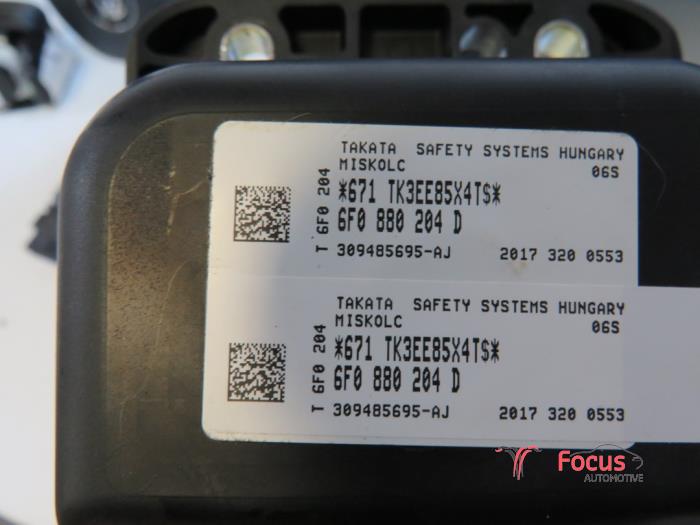 TAKATA SAFETY SYSTEMS HUNGARY
MISKOLC 06S
*671 TK3EE85X4T$*
6F0 880 204 D
T 6F0 204
309485695-AJ 2017 320 0553
TAKATA SAFETY SYSTEMS HUNGARY
MISKOLC 06S
*671 TK3EE85X4T$*
6F0 880 204 D
T 6F0 204
309485695-AJ 2017 320 0553
Focus
AUTOMOTIVE